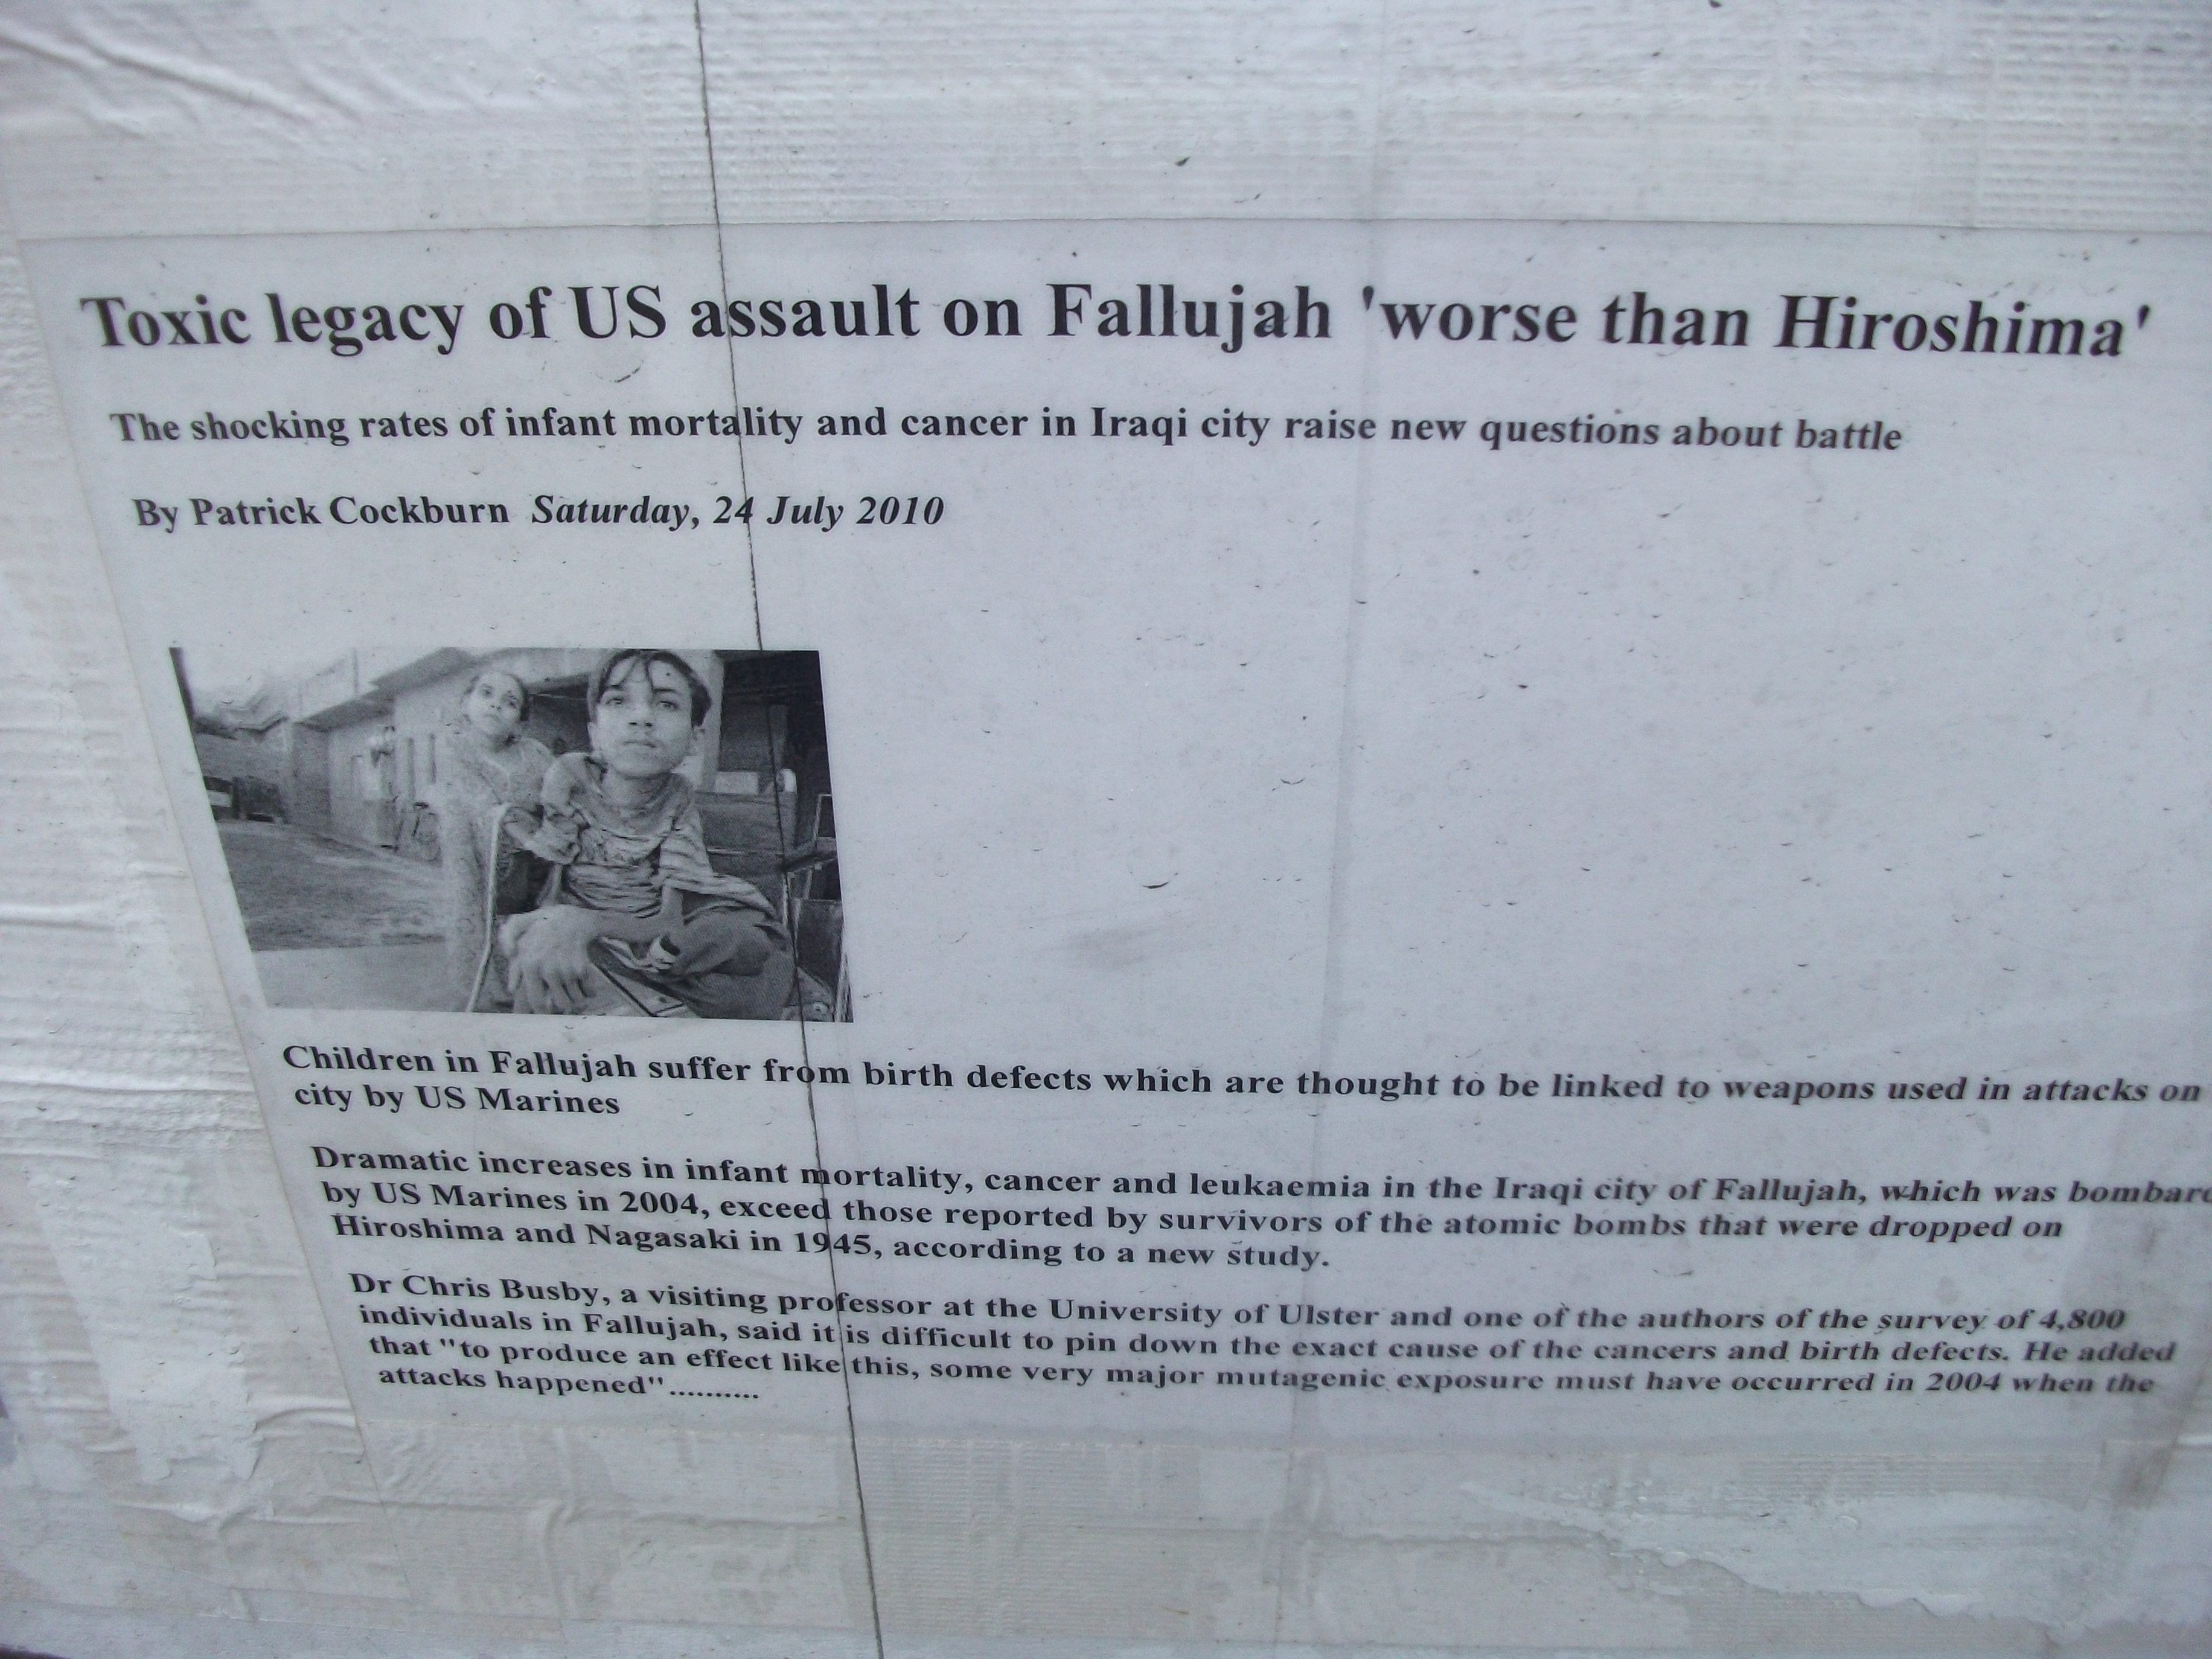 Toxic legacy of US assault on Fallujah 'worse than Hiroshima'
The shocking rates of infant mortality and cancer in Iraqi city raise new questions about battle
By Patrick Cockburn Saturday, 24 July 2010
Children in Fallujah suffer from birth defects which are thought to be linked to weapons used in attacks on
city by US Marines
Dramatic increases in infant mortality, cancer and leukaemia in the Iraqi city of Fallujah, which was bombard
by US Marines in 2004, exceed those reported by survivors of the atomic bombs that were dropped on
Hiroshima and Nagasaki in 1945, according to a new study.
Dr Chris Busby, a visiting professor at the University of Ulster and one of the authors of the survey of 4,800
individuals in Fallujah, said it is difficult to pin down the exact cause of the cancers and birth defects. He added
that "to produce an effect like this, some very major mutagenic exposure must have occurred in 2004 when the
attacks happened"..........